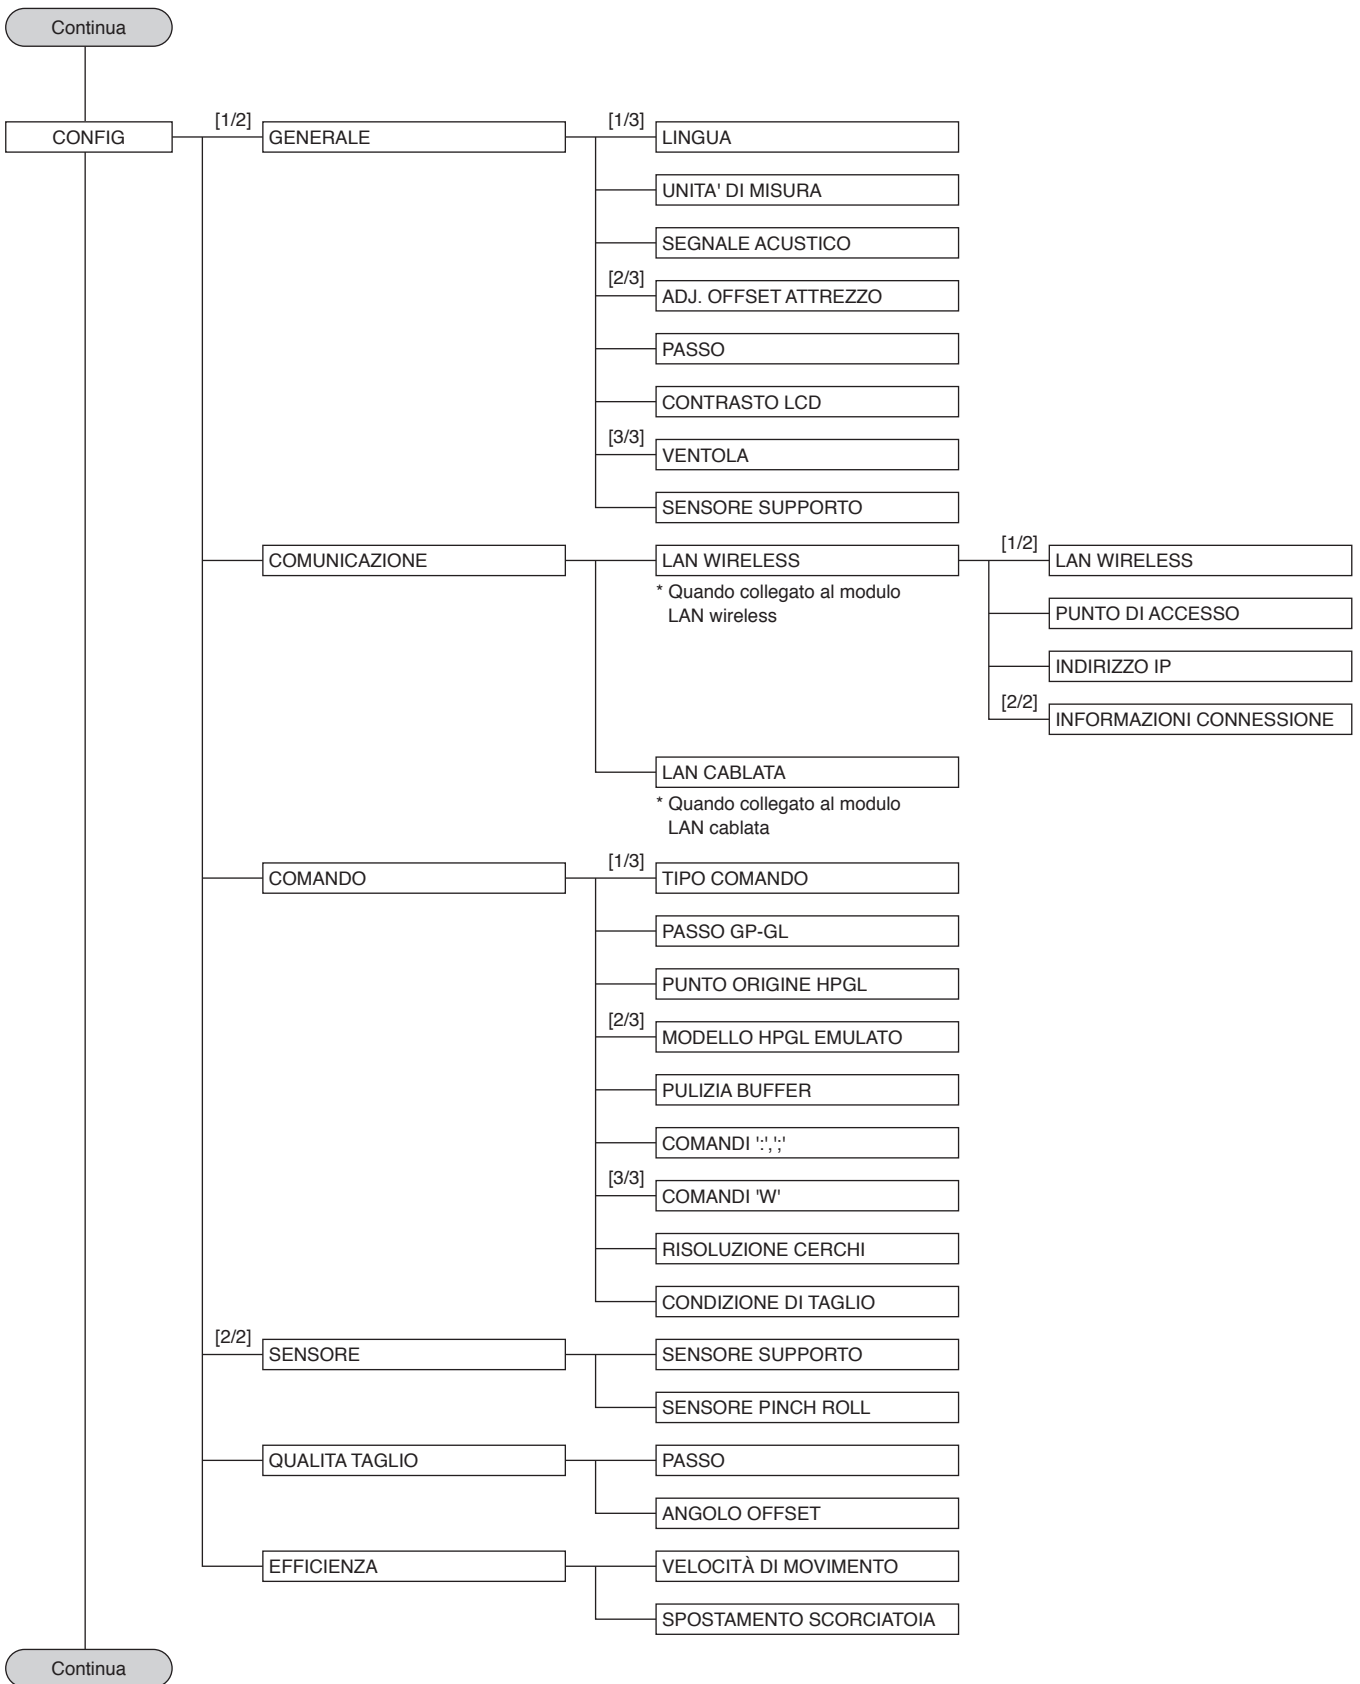 Continua
CONFIG
[1/2]
GENERALE
[1/3]
LINGUA
UNITA' DI MISURA
SEGNALE ACUSTICO
[2/3]
ADJ. OFFSET ATTREZZO
PASSO
CONTRASTO LCD
[3/3]
VENTOLA
SENSORE SUPPORTO
COMUNICAZIONE
LAN WIRELESS
* Quando collegato al modulo
LAN wireless
[1/2]
LAN WIRELESS
PUNTO DI ACCESSO
INDIRIZZO IP
[2/2]
INFORMAZIONI CONNESSIONE
LAN CABLATA
* Quando collegato al modulo
LAN cablata
COMANDO
[1/3]
TIPO COMANDO
PASSO GP-GL
PUNTO ORIGINE HPGL
[2/3]
MODELLO HPGL EMULATO
PULIZIA BUFFER
COMANDI ':',';'
[3/3]
COMANDI 'W'
RISOLUZIONE CERCHI
CONDIZIONE DI TAGLIO
[2/2]
SENSORE
SENSORE SUPPORTO
SENSORE PINCH ROLL
QUALITA TAGLIO
PASSO
ANGOLO OFFSET
EFFICIENZA
VELOCITÀ DI MOVIMENTO
SPOSTAMENTO SCORCIATOIA
Continua